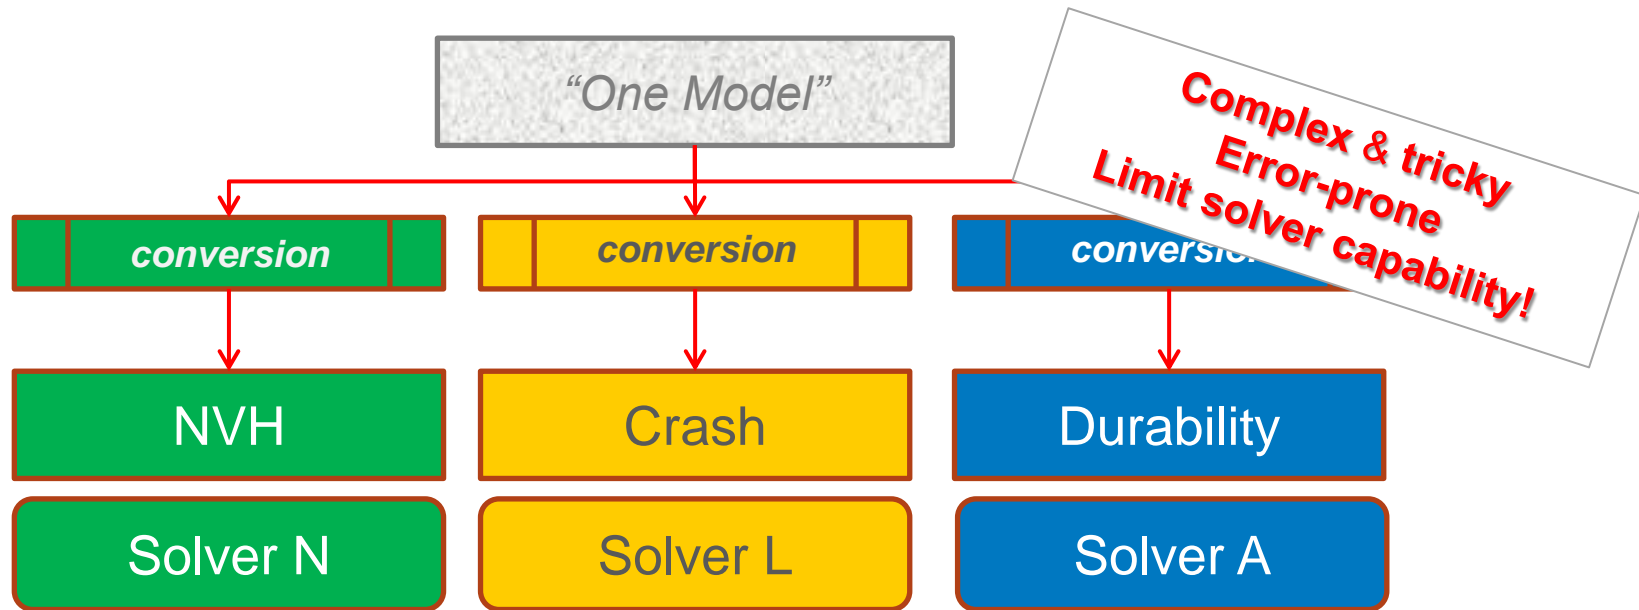 “One Model”
Complex & tricky
Error-prone
Limit solver capability!
conversion
conversion
NVH
Crash
Durability
Solver N
Solver L
Solver A